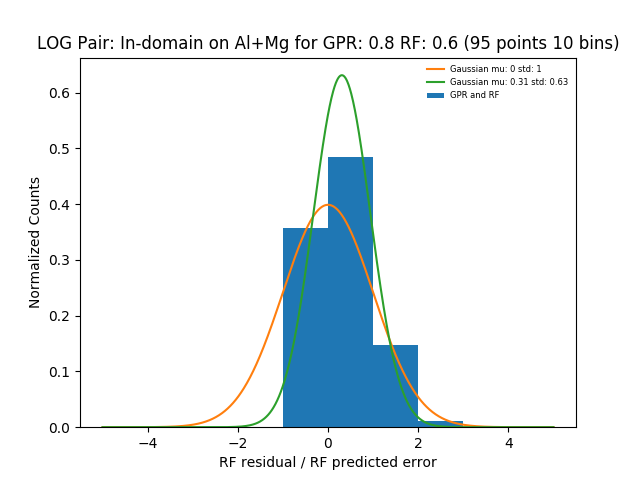 LOG Pair: In-domain on Al+Mg for GPR: 0.8 RF: 0.6 (95 points 10 bins)
Gaussian mu: 0 std: 1
Gaussian mu: 0.31 std: 0.63
GPR and RF
Normalized Counts
0.6
0.5
0.4
0.3
0.2
0.1
0.0
−4 −2 0 2 4
RF residual / RF predicted error